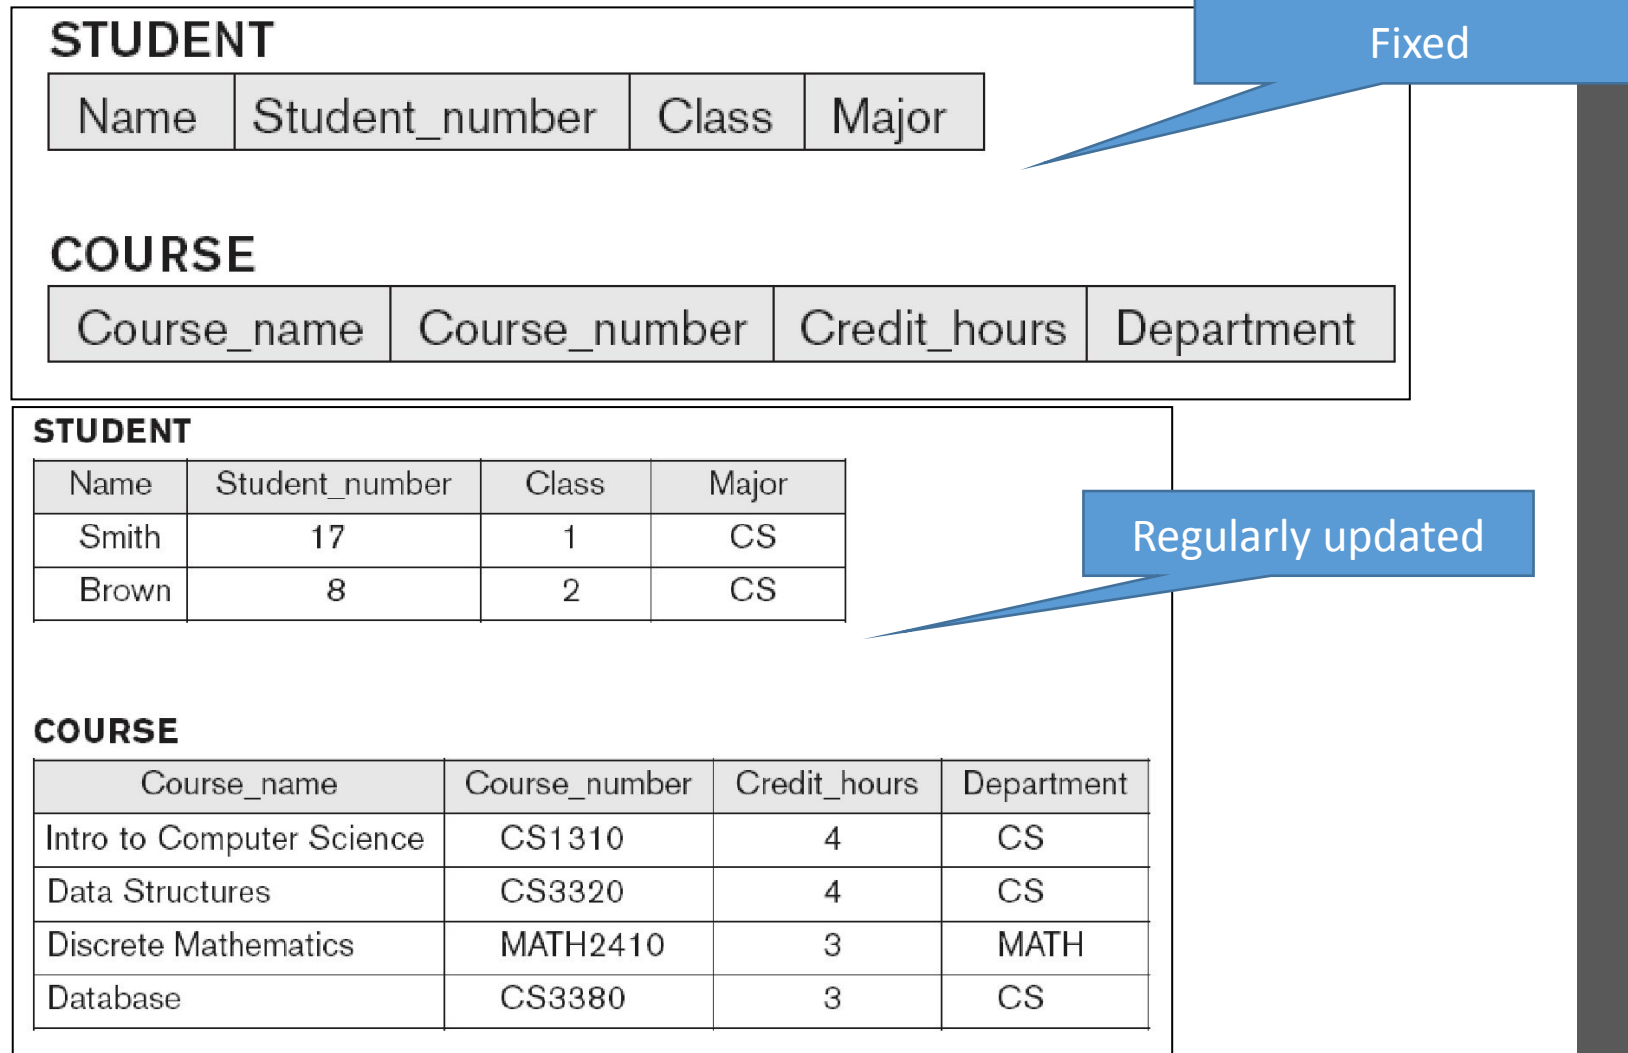 STUDENT
Fixed
Name Student_number Class Major
COURSE
Course_name Course_number Credit_hours Department
STUDENT
Name Student_number Class Major
Smith 17 1 CS
Brown 8 2 CS
Regularly updated
COURSE
Course_name Course_number Credit_hours Department
Intro to Computer Science CS1310 4 CS
Data Structures CS3320 4 CS
Discrete Mathematics MATH2410 3 MATH
Database CS3380 3 CS